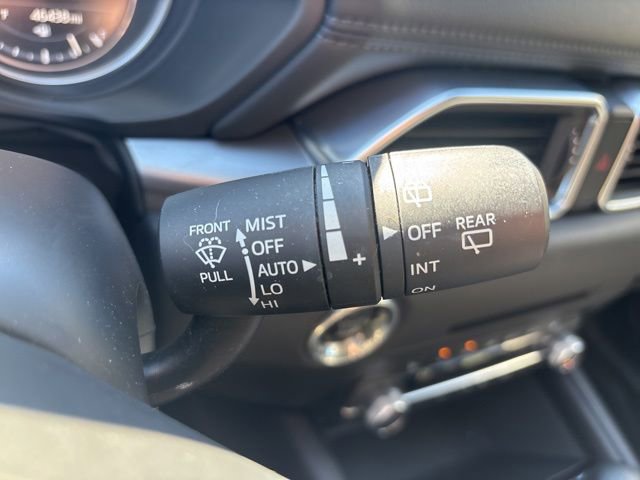 FRONT
MIST
OFF
PULL
AUTO
LO
HI
+
OFF
REAR
INT
ON